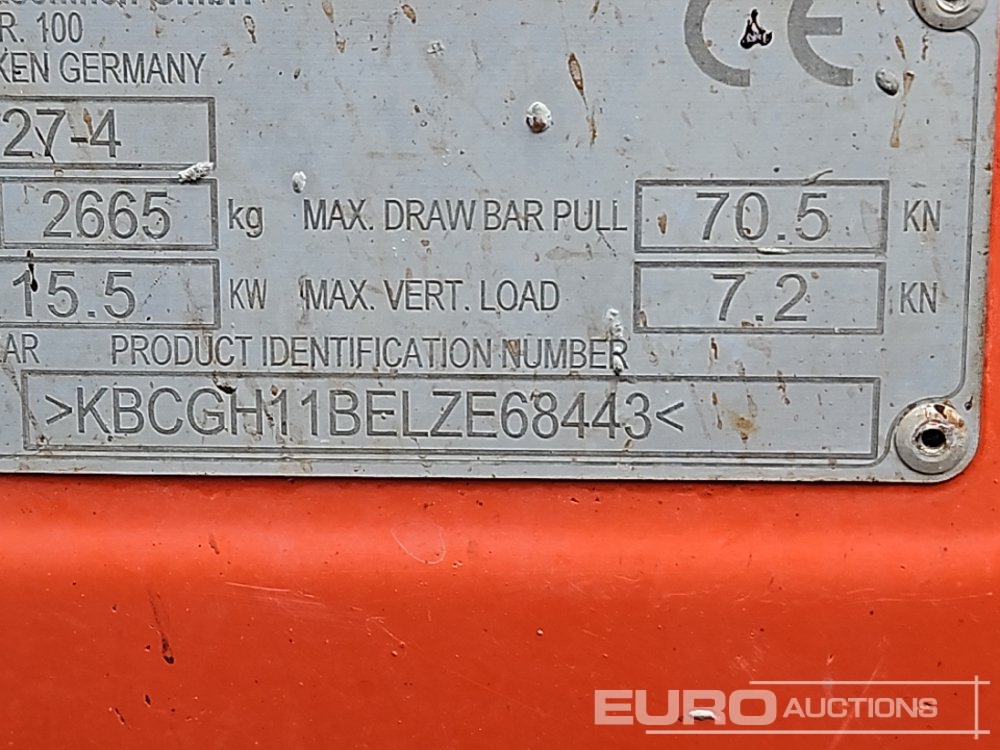 R. 100
KEN GERMANY
CE
27-4
2665 kg MAX. DRAW BAR PULL 70.5 KN
15.5 KW MAX. VERT. LOAD 7.2 KN
AR PRODUCT IDENTIFICATION NUMBER
>KBCGH11BELZE68443<
EURO AUCTIONS